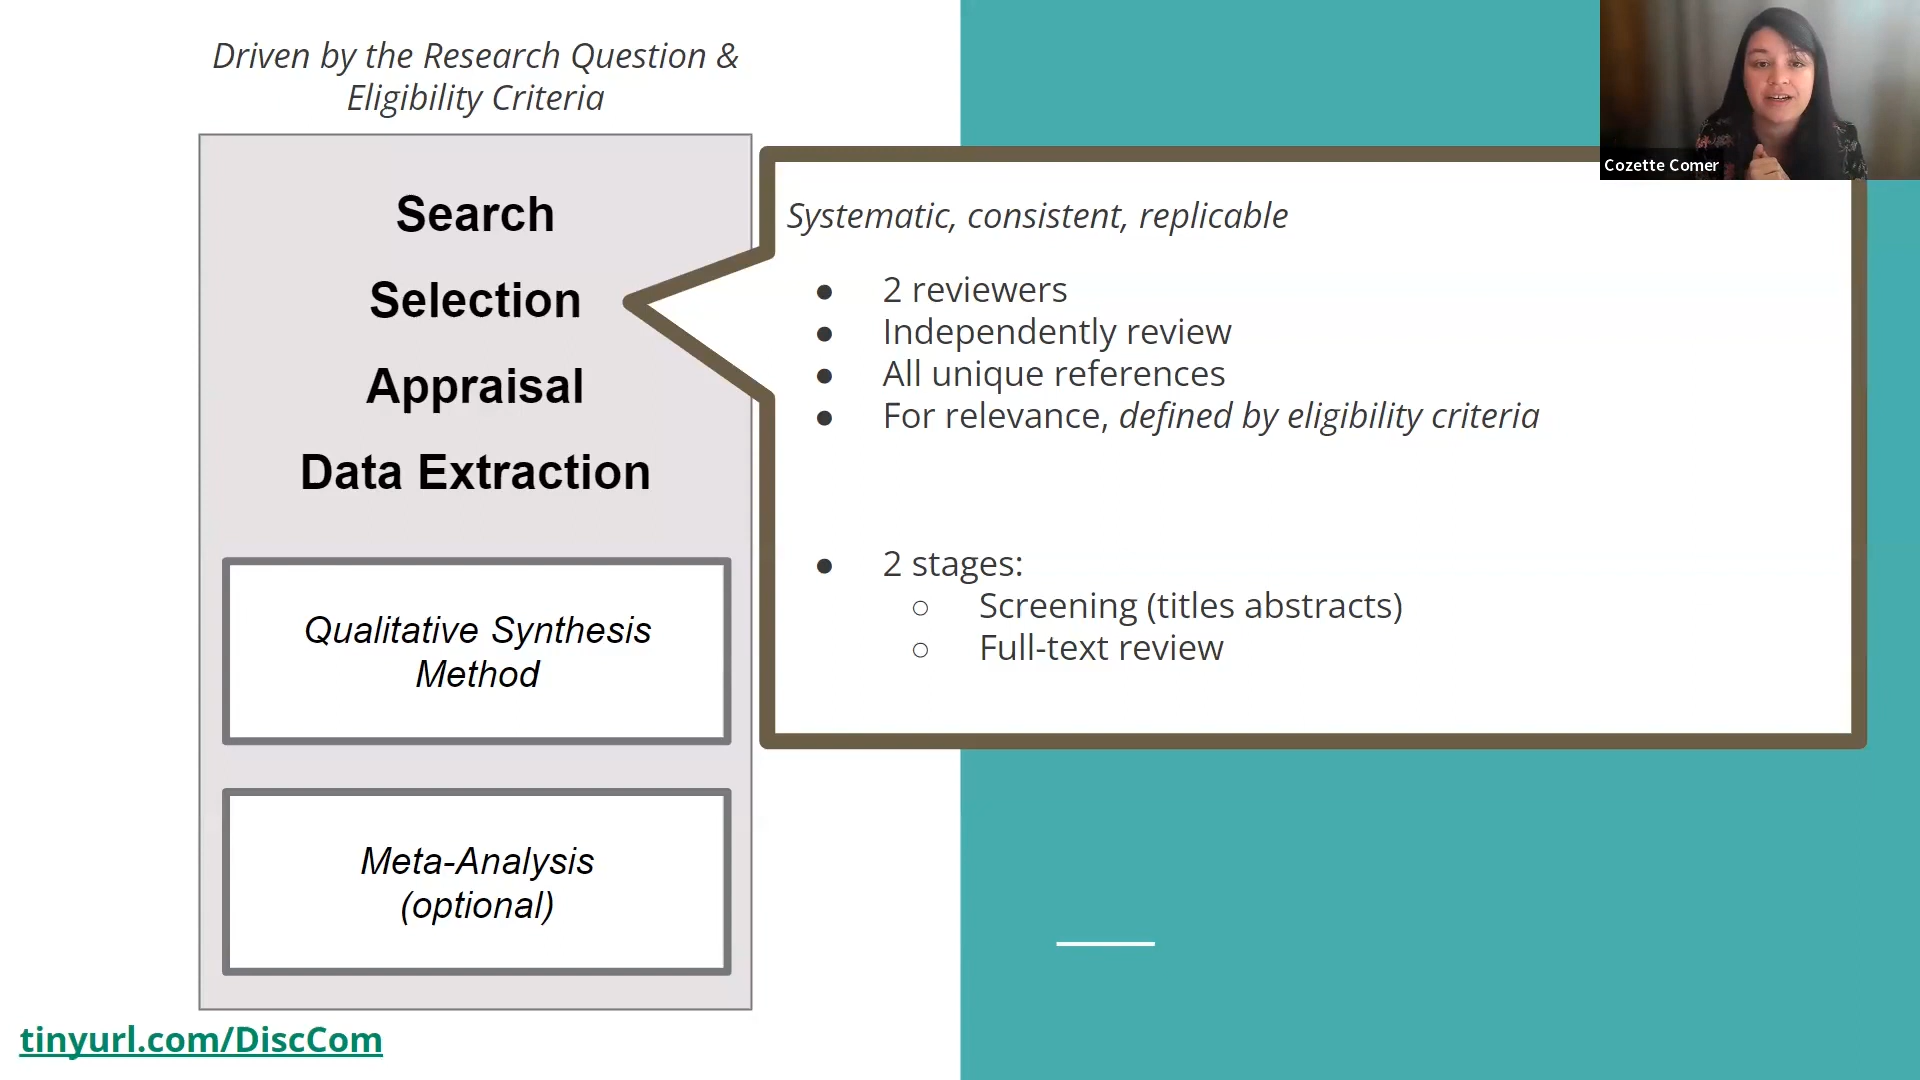 Driven by the Research Question &
Eligibility Criteria
Search
Selection
Appraisal
Data Extraction
Qualitative Synthesis
Method
Meta-Analysis
(optional)
Systematic, consistent, replicable
● 2 reviewers
● Independently review
● All unique references
● For relevance, defined by eligibility criteria
● 2 stages:
○ Screening (titles abstracts)
○ Full-text review
Cozette Comer
tinyurl.com/DiscCom